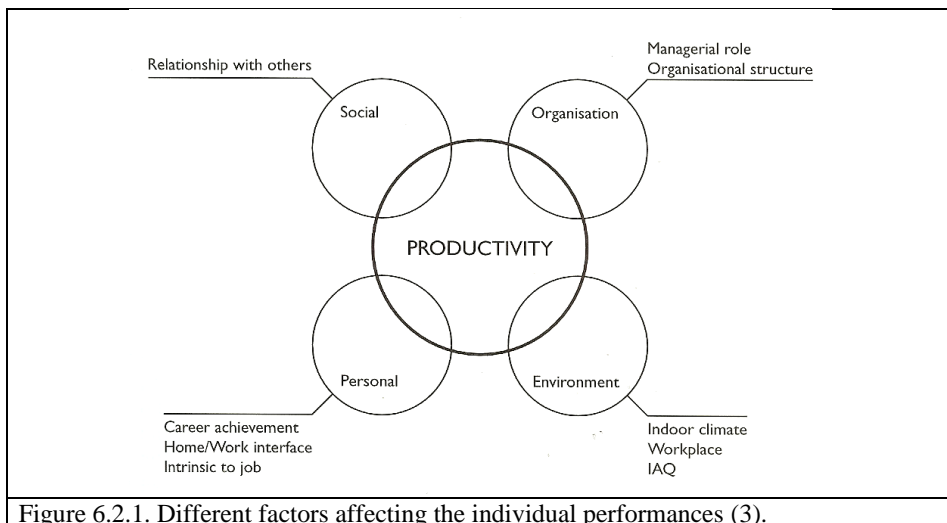 Relationship with others
Managerial role
Organisational structure
Social
Organisation
PRODUCTIVITY
Personal
Environment
Career achievement
Home/Work interface
Intrinsic to job
Indoor climate
Workplace
IAQ
Figure 6.2.1. Different factors affecting the individual performances (3).